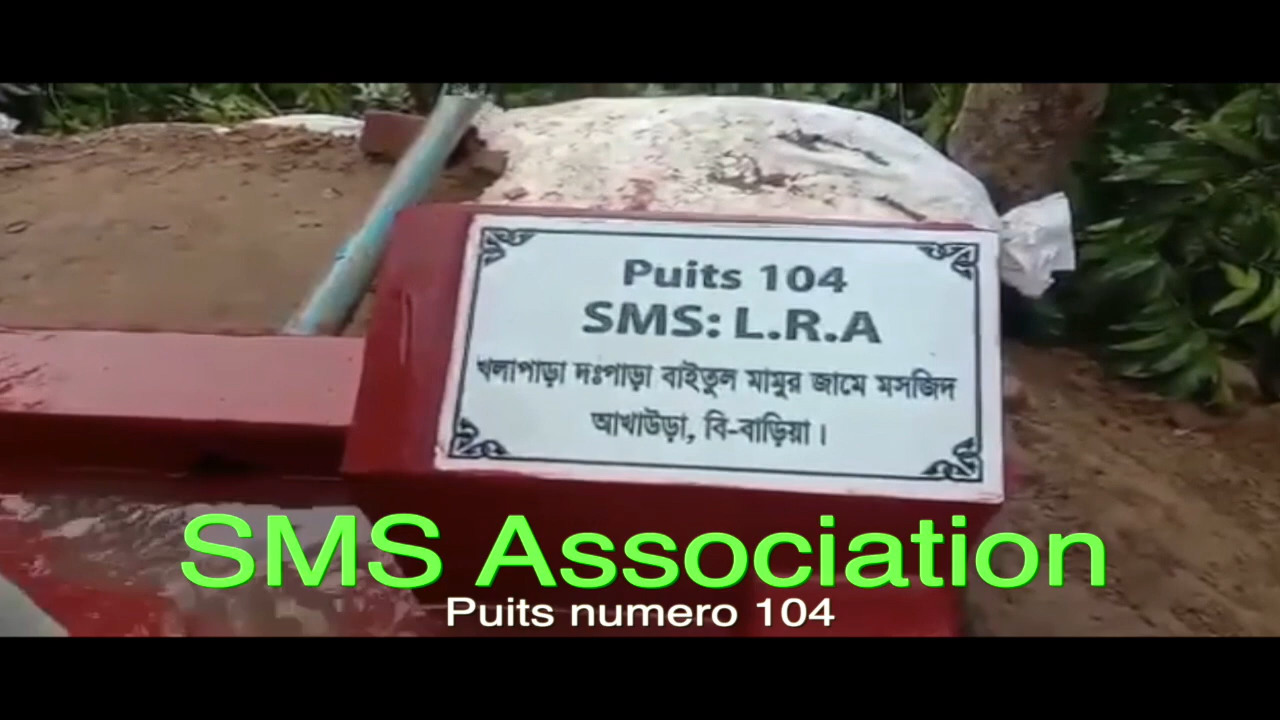 Puits 104
SMS: L.R.A
খলাপাড়া দঃপাড়া বাইতুল মামুর জামে মসজিদ
আখাউড়া, বি-বাড়িয়া।
SMS Association
Puits numero 104